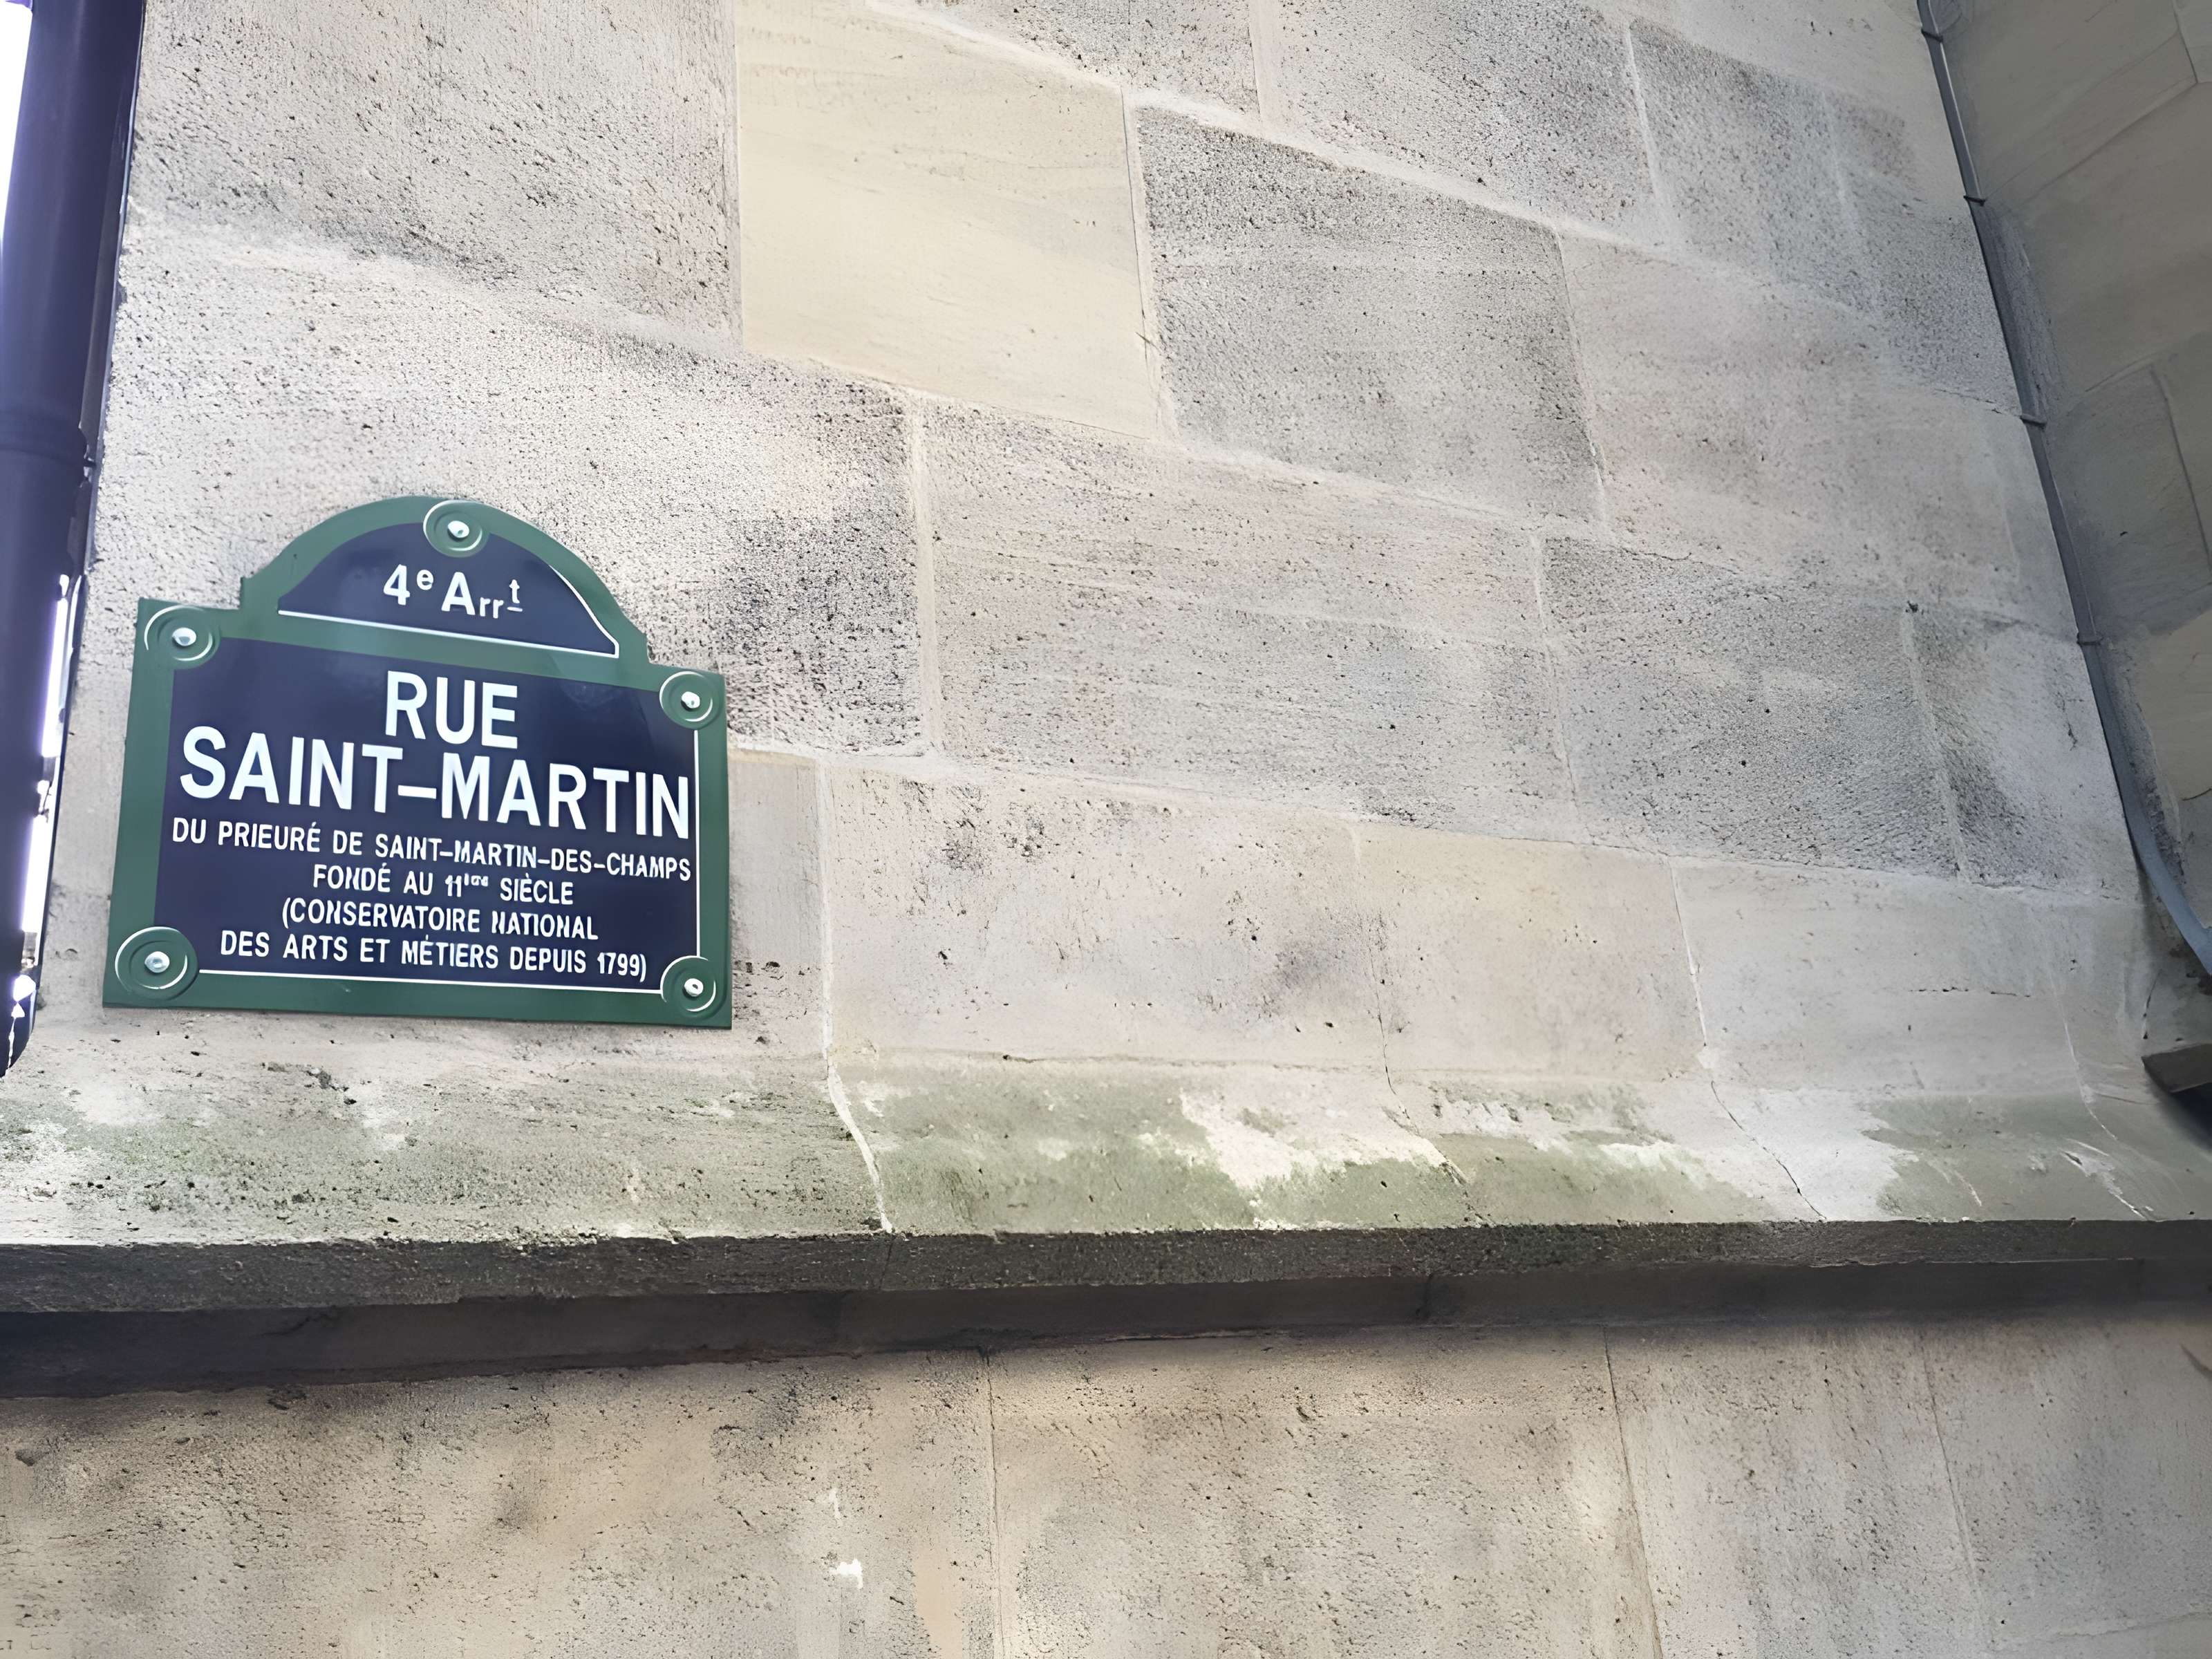 4e Arrt
RUE
SAINT-MARTIN
DU PRIEURÉ DE SAINT-MARTIN-DES-CHAMPS
FONDÉ AU 11ième SIÈCLE
(CONSERVATOIRE NATIONAL
DES ARTS ET MÉTIERS DEPUIS 1799)